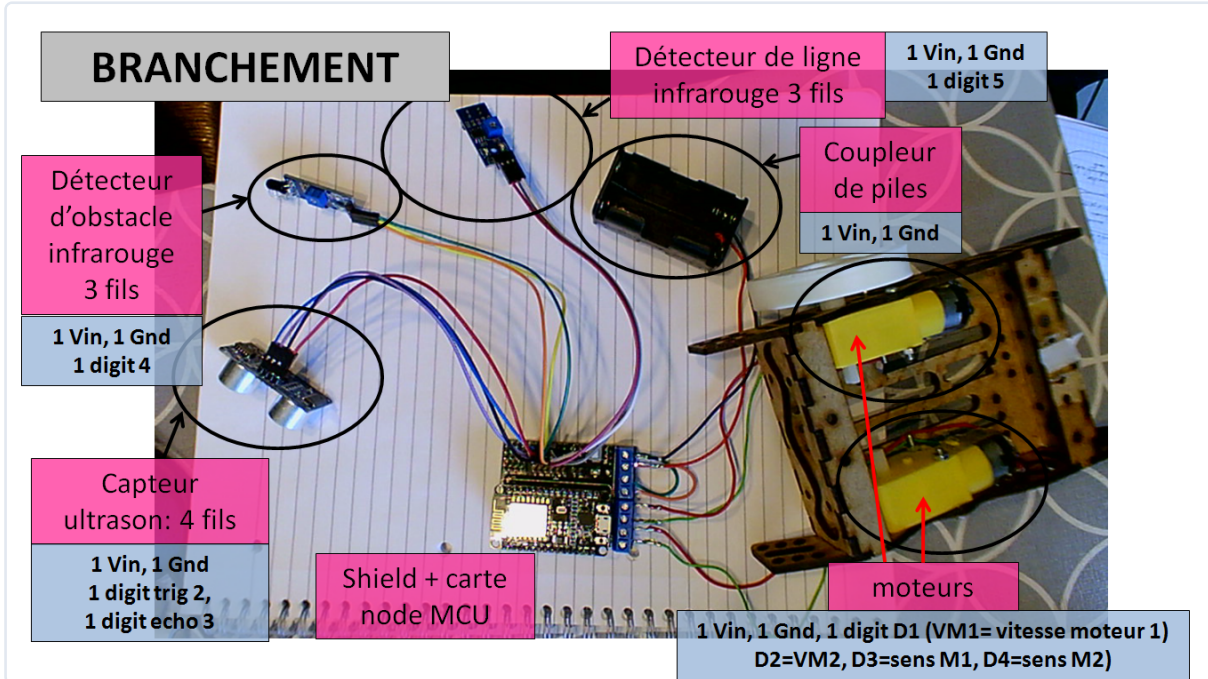 BRANCHEMENT
Détecteur de ligne
infrarouge 3 fils
1 Vin, 1 Gnd
1 digit 5
Coupleur
de piles
1 Vin, 1 Gnd
Détecteur
d'obstacle
infrarouge
3 fils
1 Vin, 1 Gnd
1 digit 4
Capteur
ultrason: 4 fils
1 Vin, 1 Gnd
1 digit trig 2,
1 digit echo 3
Shield + carte
node MCU
moteurs
1 Vin, 1 Gnd, 1 digit D1 (VM1= vitesse moteur 1)
D2=VM2, D3=sens M1, D4=sens M2)